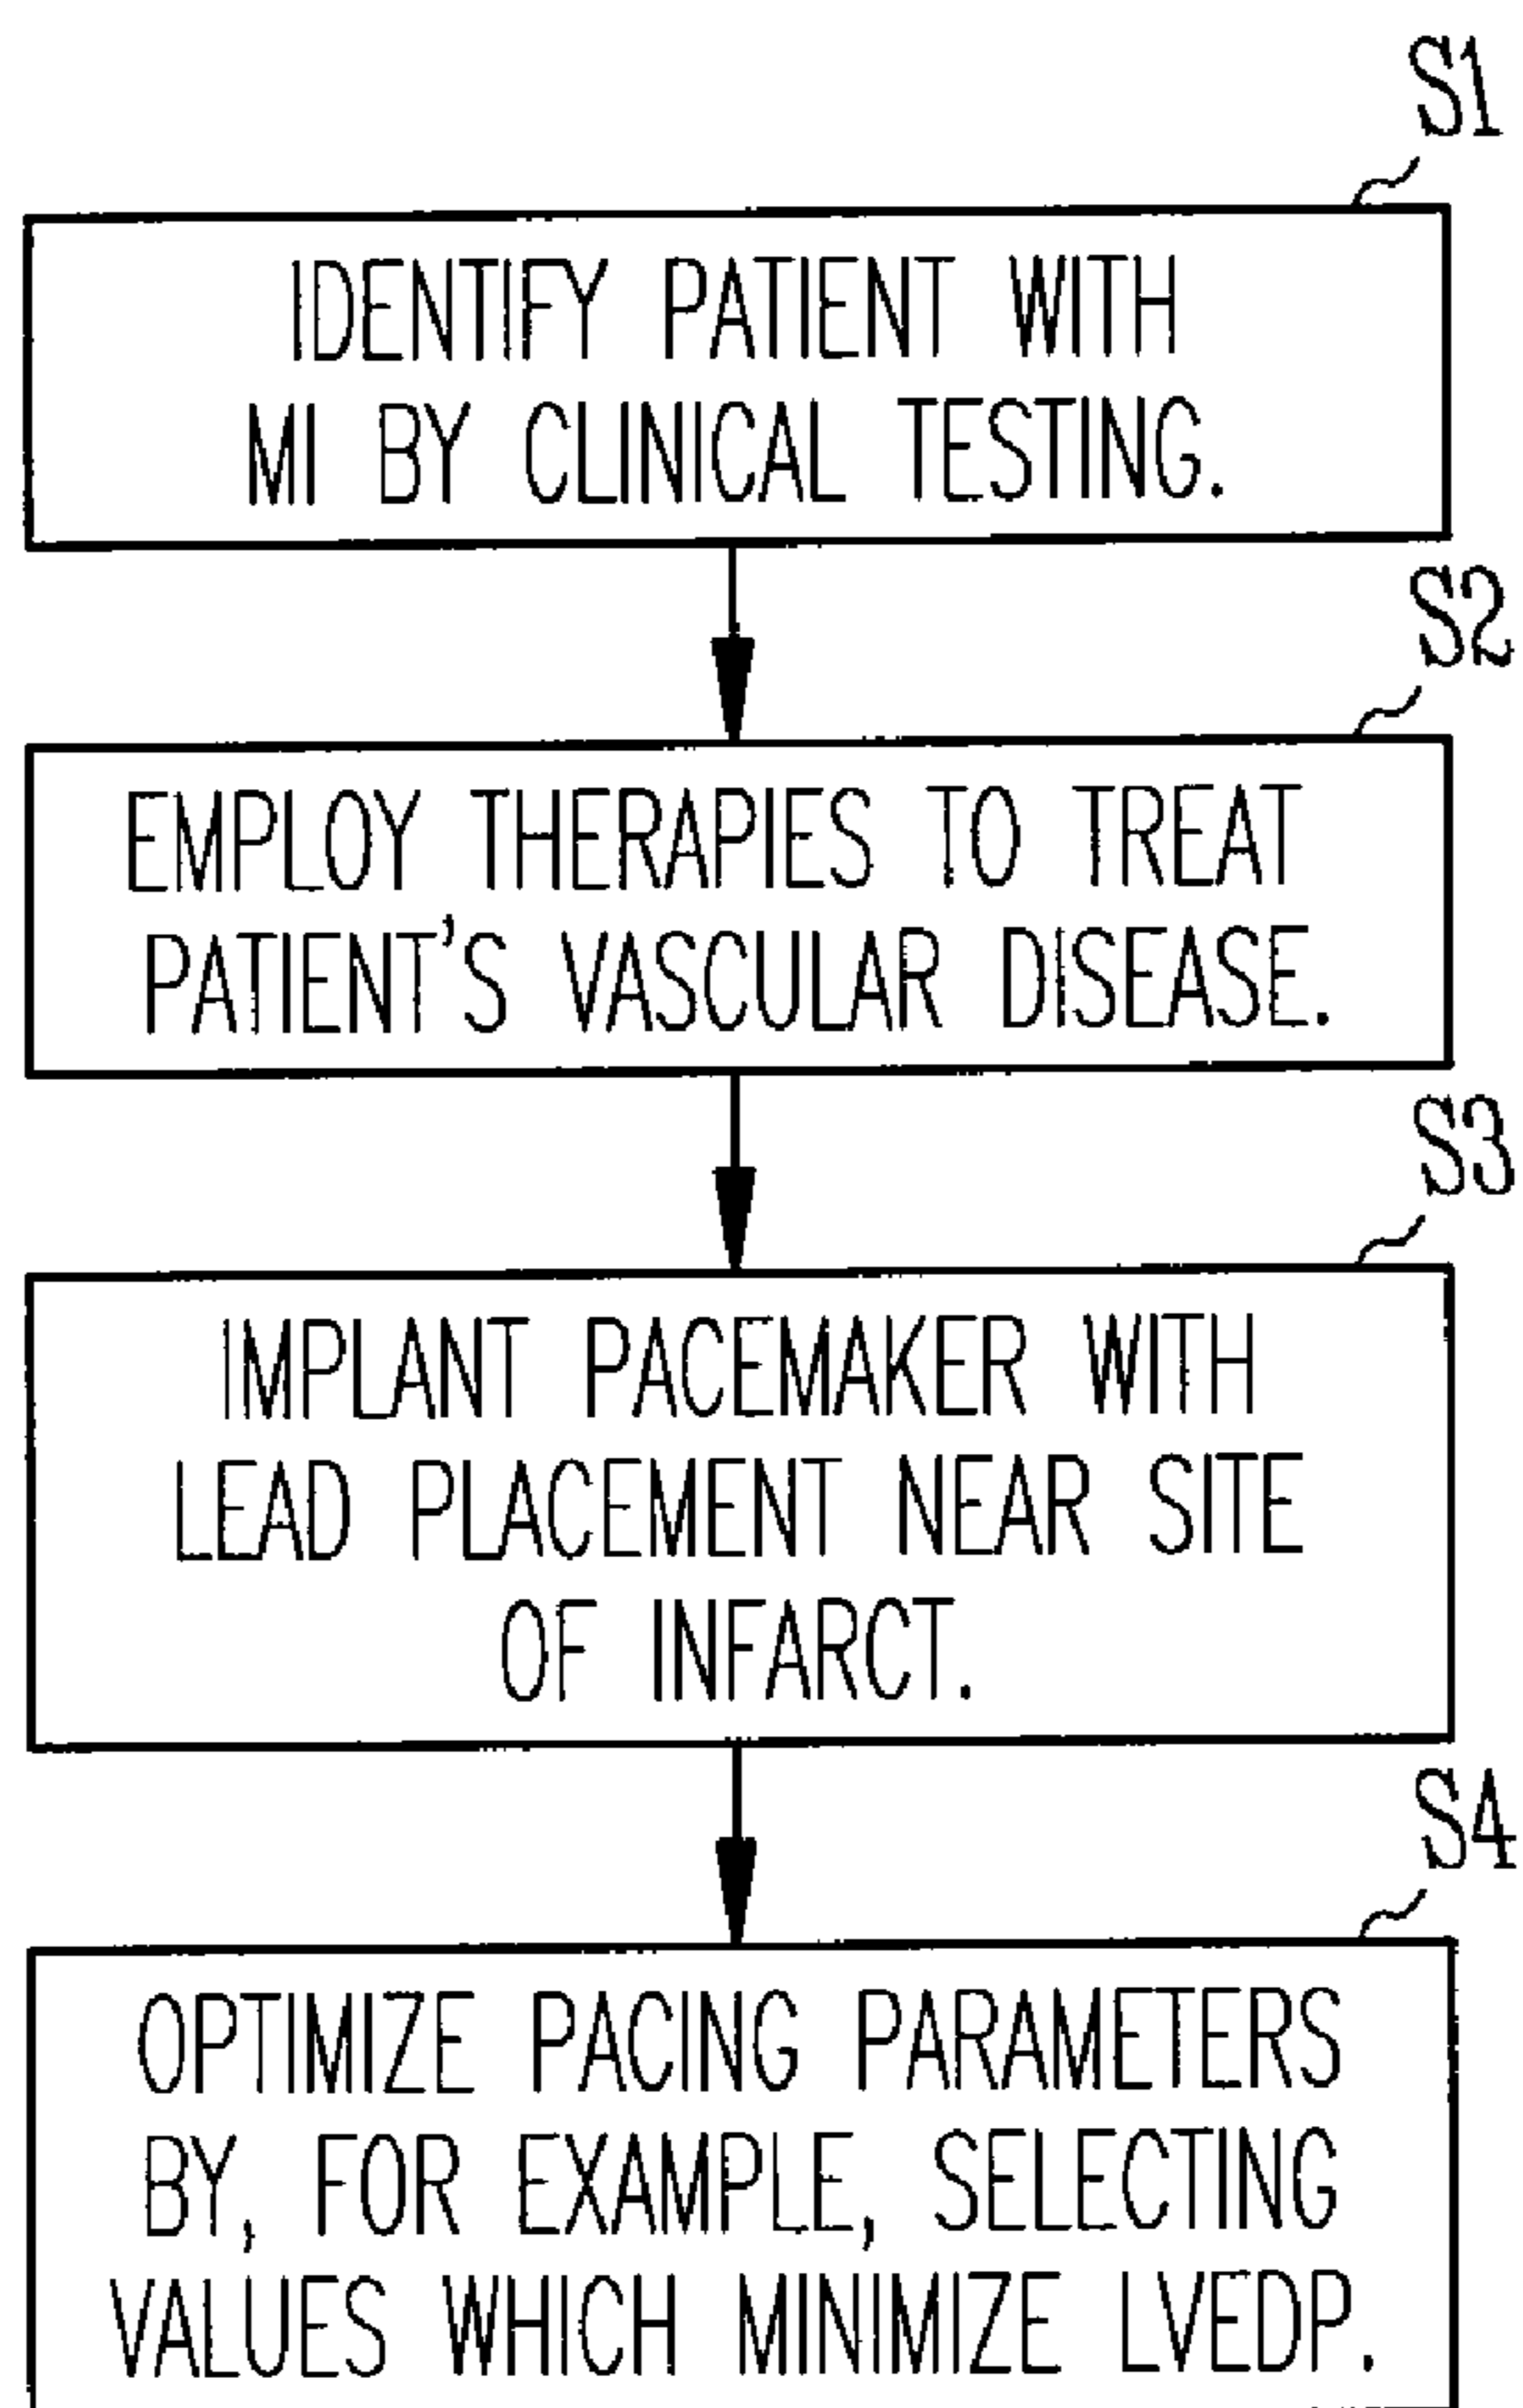 S1
IDENTIFY PATIENT WITH
MI BY CLINICAL TESTING.
S2
EMPLOY THERAPIES TO TREAT
PATIENT'S VASCULAR DISEASE.
S3
IMPLANT PACEMAKER WITH
LEAD PLACEMENT NEAR SITE
OF INFARCT.
S4
OPTIMIZE PACING PARAMETERS
BY, FOR EXAMPLE, SELECTING
VALUES WHICH MINIMIZE LVEDP.